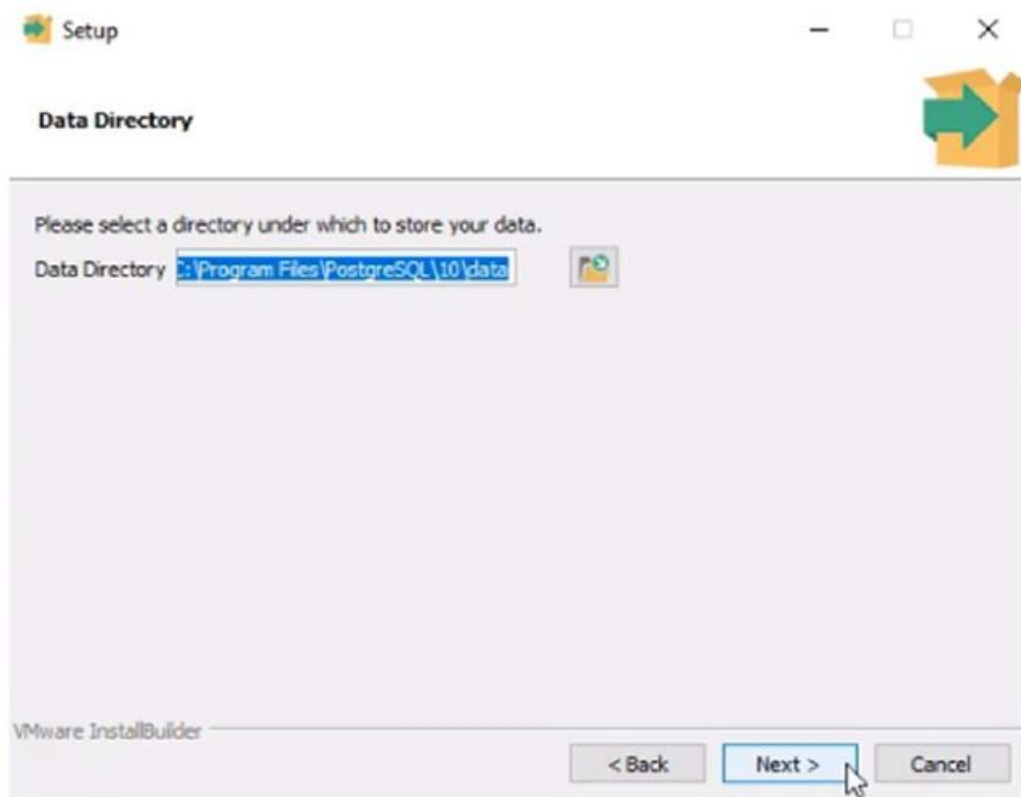 Setup
Data Directory
Please select a directory under which to store your data.
Data Directory C:\Program Files\PostgreSQL\10\data
VMware InstallBuilder
< Back Next > Cancel